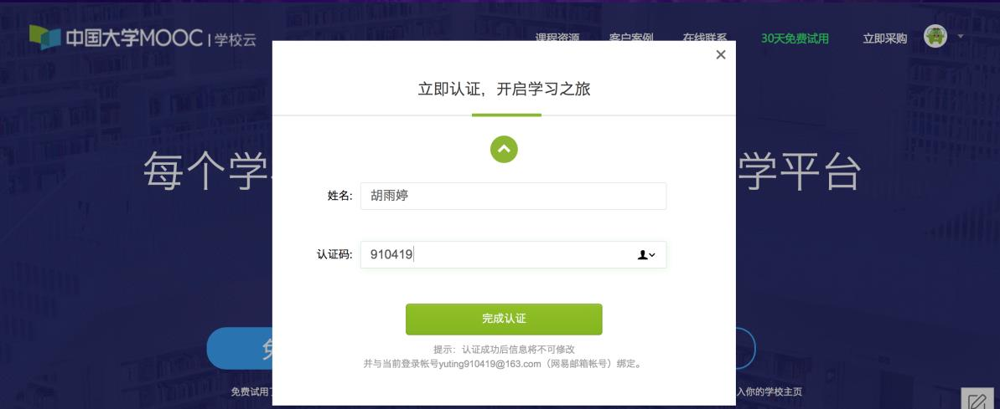 中国大学MOOC | 学校云
课程资源 客户案例 在线联系 30天免费试用 立即采购
立即认证，开启学习之旅
每个学 学平台
姓名: 胡雨婷
认证码: 910419
完成认证
提示：认证成功后信息将不可修改
并与当前登录帐号yuting910419@163.com（网易邮箱帐号）绑定。
免费试用 入你的学校主页